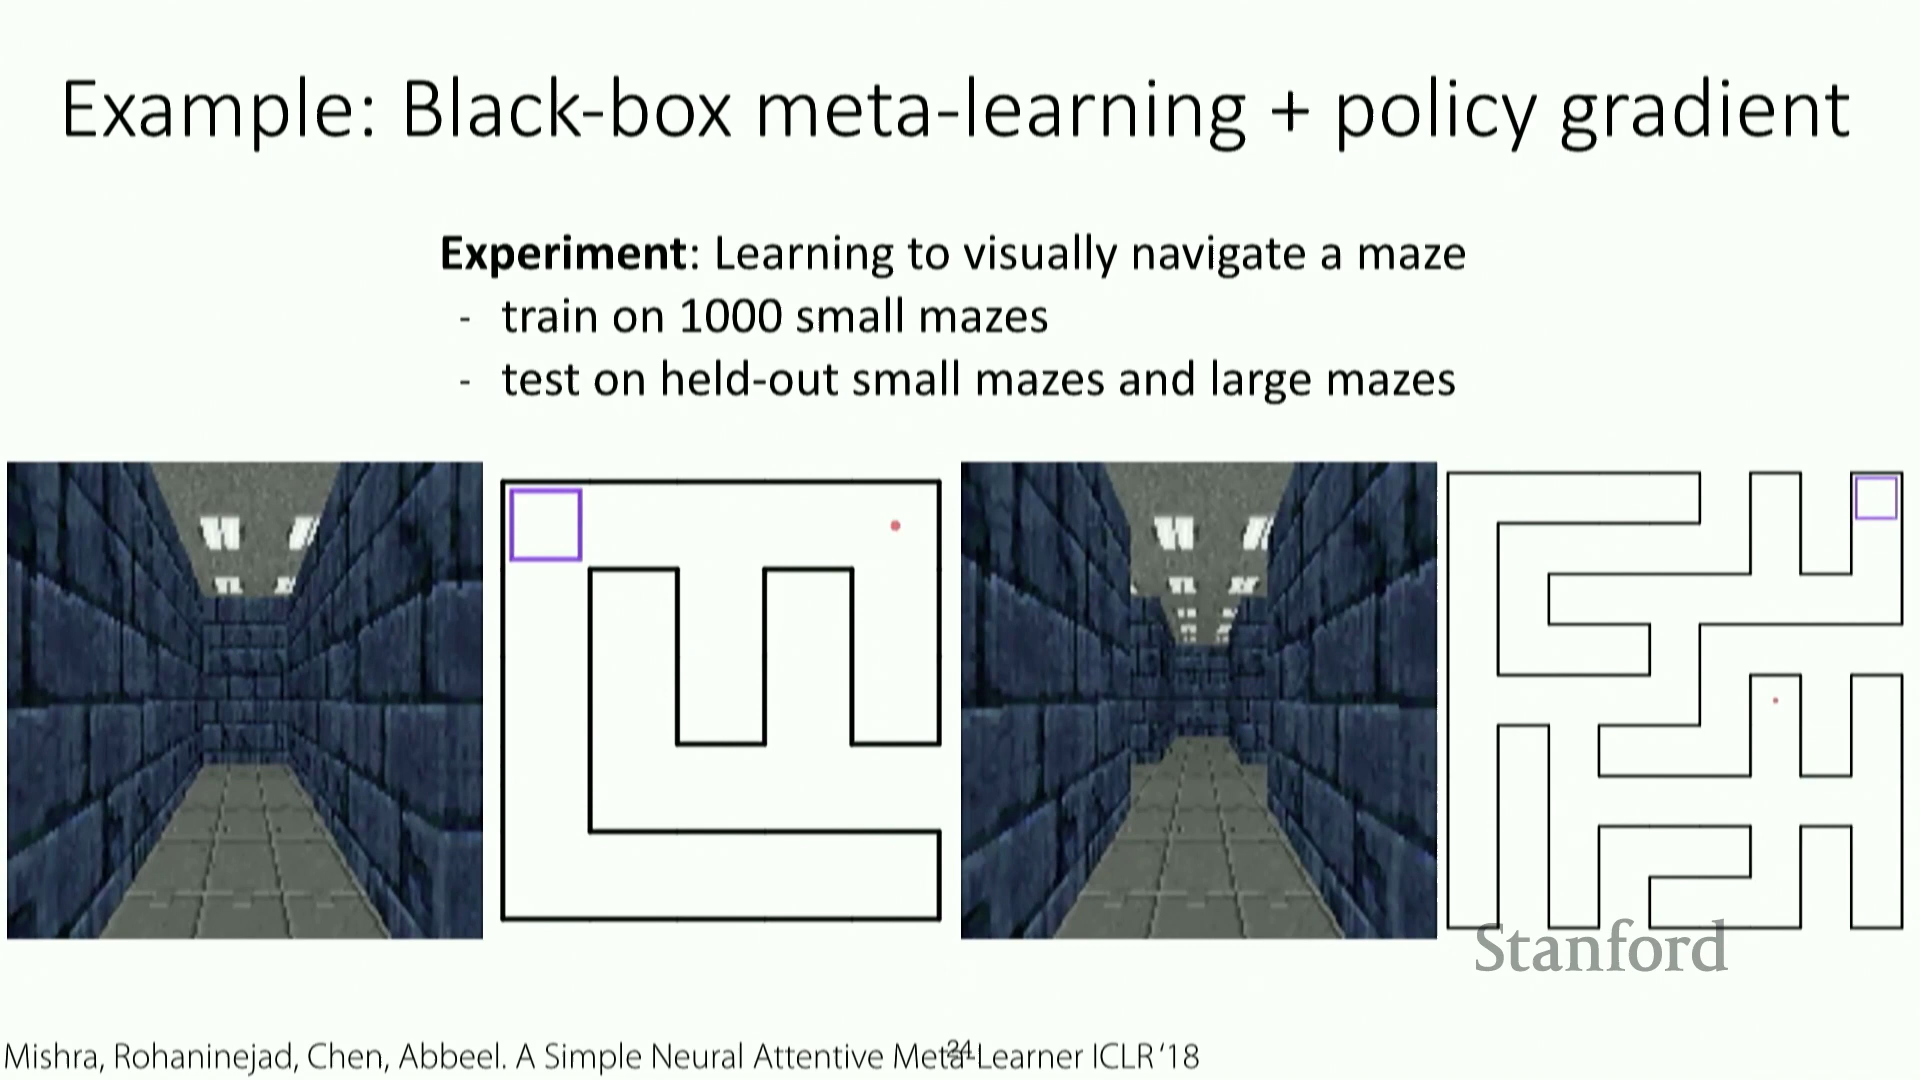 Example: Black-box meta-learning + policy gradient
Experiment: Learning to visually navigate a maze
- train on 1000 small mazes
- test on held-out small mazes and large mazes
Stanford
Mishra, Rohaninejad, Chen, Abbeel. A Simple Neural Attentive Meta-Learner ICLR '18
24